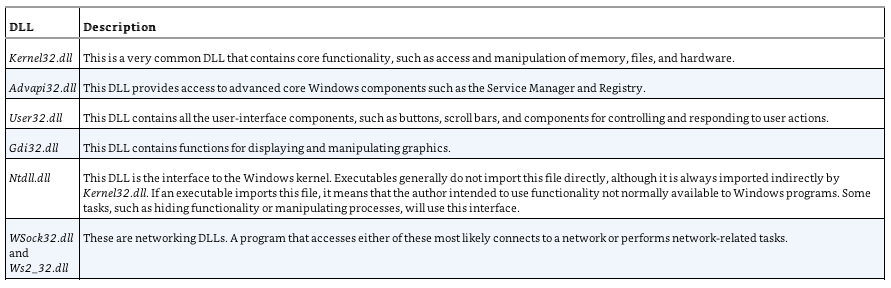 DLL Description
Kernel32.dll This is a very common DLL that contains core functionality, such as access and manipulation of memory, files, and hardware.
Advapi32.dll This DLL provides access to advanced core Windows components such as the Service Manager and Registry.
User32.dll This DLL contains all the user-interface components, such as buttons, scroll bars, and components for controlling and responding to user actions.
Gdi32.dll This DLL contains functions for displaying and manipulating graphics.
Ntdll.dll This DLL is the interface to the Windows kernel. Executables generally do not import this file directly, although it is always imported indirectly by
Kernel32.dll. If an executable imports this file, it means that the author intended to use functionality not normally available to Windows programs. Some
tasks, such as hiding functionality or manipulating processes, will use this interface.
WSock32.dll These are networking DLLs. A program that accesses either of these most likely connects to a network or performs network-related tasks.
and
Ws2_32.dll